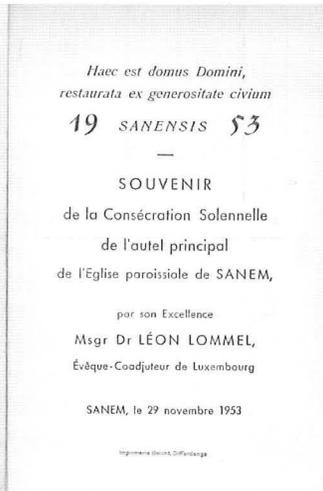 Haec est domus Domini,
restaurata ex generositate civium
19 SANENSIS 53
—
SOUVENIR
de la Consécration Solennelle
de l'autel principal
de l'Eglise paroissiale de SANEM,
par son Excellence
Msgr Dr LÉON LOMMEL,
Évêque-Coadjuteur de Luxembourg
SANEM, le 29 novembre 1953
Imprimerie Differdange